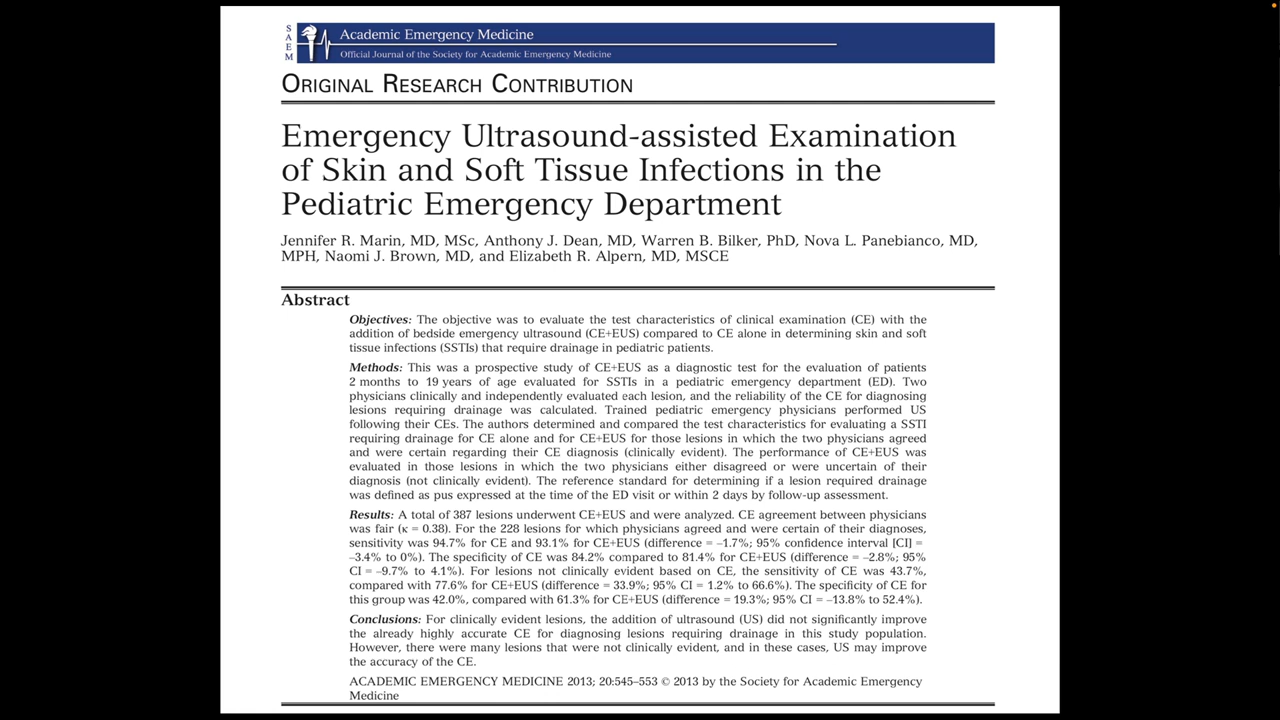 SAEM
Academic Emergency Medicine
Official Journal of the Society for Academic Emergency Medicine
ORIGINAL RESEARCH CONTRIBUTION
Emergency Ultrasound-assisted Examination
of Skin and Soft Tissue Infections in the
Pediatric Emergency Department
Jennifer R. Marin, MD, MSc, Anthony J. Dean, MD, Warren B. Bilker, PhD, Nova L. Panebianco, MD,
MPH, Naomi J. Brown, MD, and Elizabeth R. Alpern, MD, MSCE
Abstract
Objectives: The objective was to evaluate the test characteristics of clinical examination (CE) with the
addition of bedside emergency ultrasound (CE+EUS) compared to CE alone in determining skin and soft
tissue infections (SSTIs) that require drainage in pediatric patients.
Methods: This was a prospective study of CE+EUS as a diagnostic test for the evaluation of patients
2 months to 19 years of age evaluated for SSTIs in a pediatric emergency department (ED). Two
physicians clinically and independently evaluated each lesion, and the reliability of the CE for diagnosing
lesions requiring drainage was calculated. Trained pediatric emergency physicians performed US
following their CEs. The authors determined and compared the test characteristics for evaluating a SSTI
requiring drainage for CE alone and for CE+EUS for those lesions in which the two physicians agreed
and were certain regarding their CE diagnosis (clinically evident). The performance of CE+EUS was
evaluated in those lesions in which the two physicians either disagreed or were uncertain of their
diagnosis (not clinically evident). The reference standard for determining if a lesion required drainage
was defined as pus expressed at the time of the ED visit or within 2 days by follow-up assessment.
Results: A total of 387 lesions underwent CE+EUS and were analyzed. CE agreement between physicians
was fair (κ = 0.38). For the 228 lesions for which physicians agreed and were certain of their diagnoses,
sensitivity was 94.7% for CE and 93.1% for CE+EUS (difference = –1.7%; 95% confidence interval [CI] =
–3.4% to 0%). The specificity of CE was 84.2% compared to 81.4% for CE+EUS (difference = –2.8%; 95%
CI = –9.7% to 4.1%). For lesions not clinically evident based on CE, the sensitivity of CE was 43.7%,
compared with 77.6% for CE+EUS (difference = 33.9%; 95% CI = 1.2% to 66.6%). The specificity of CE for
this group was 42.0%, compared with 61.3% for CE+EUS (difference = 19.3%; 95% CI = –13.8% to 52.4%).
Conclusions: For clinically evident lesions, the addition of ultrasound (US) did not significantly improve
the already highly accurate CE for diagnosing lesions requiring drainage in this study population.
However, there were many lesions that were not clinically evident, and in these cases, US may improve
the accuracy of the CE.
ACADEMIC EMERGENCY MEDICINE 2013; 20:545–553 © 2013 by the Society for Academic Emergency
Medicine